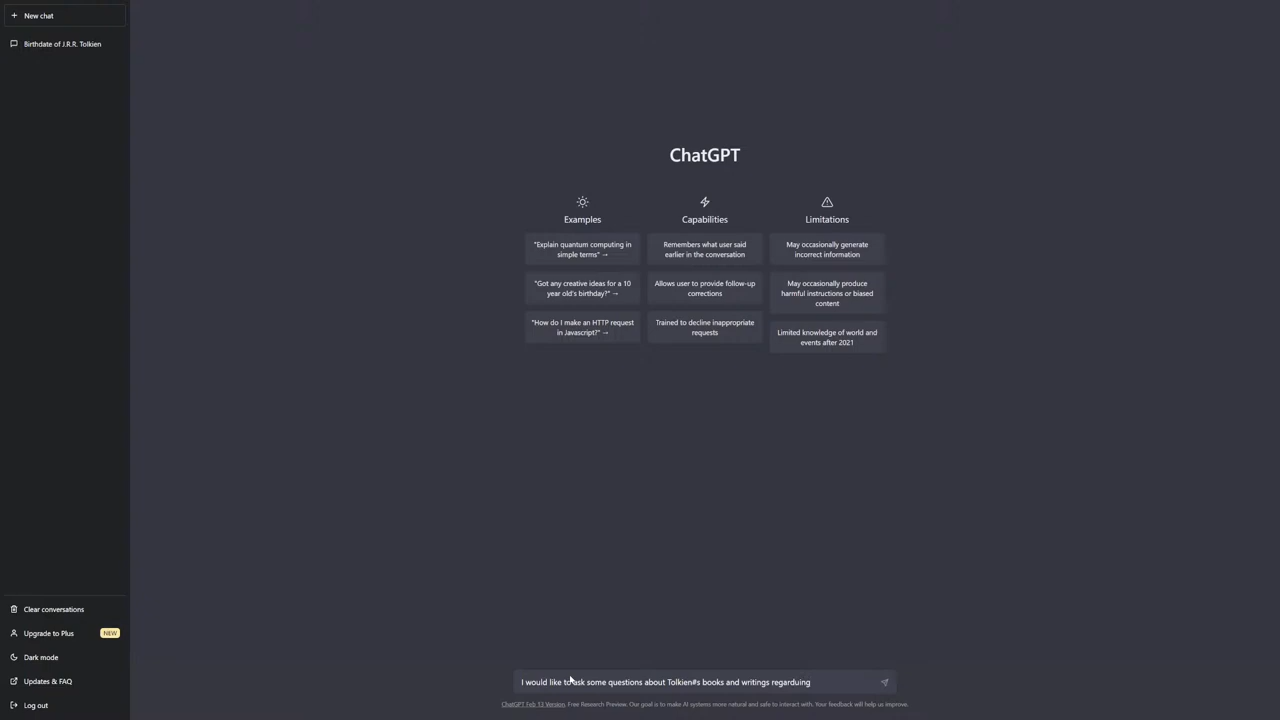 New chat
Birthdate of J.R.R. Tolkien
ChatGPT
Examples
"Explain quantum computing in
simple terms" →
"Got any creative ideas for a 10
year old's birthday?" →
"How do I make an HTTP request
in Javascript?" →
Capabilities
Remembers what user said
earlier in the conversation
Allows user to provide follow-up
corrections
Trained to decline inappropriate
requests
Limitations
May occasionally generate
incorrect information
May occasionally produce
harmful instructions or biased
content
Limited knowledge of world and
events after 2021
Clear conversations
Upgrade to Plus NEW
Dark mode
Updates & FAQ
Log out
I would like to ask some questions about Tolkien#s books and writings regarduing
ChatGPT Feb 13 Version. Free Research Preview. Our goal is to make AI systems more natural and safe to interact with. Your feedback will help us improve.